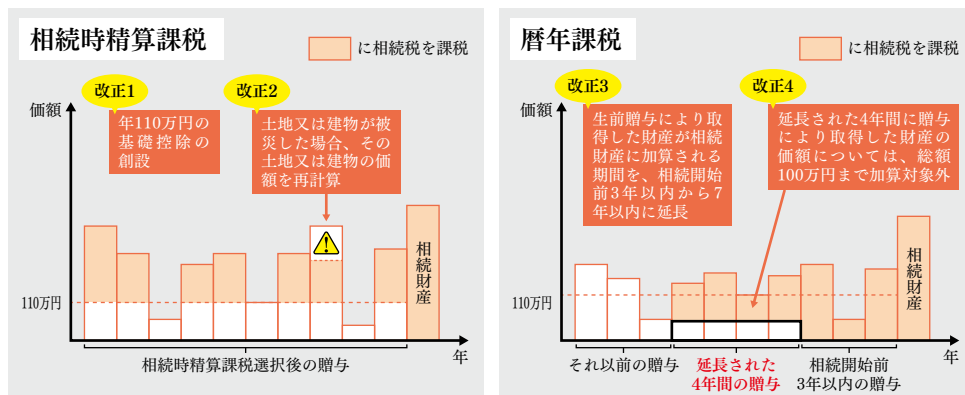 相続時精算課税
に相続税を課税
改正1
改正2
価額
年110万円の
基礎控除の
創設
土地又は建物が被
災した場合、その
土地又は建物の価
額を再計算
相続財産
110万円
年
相続時精算課税選択後の贈与
暦年課税
に相続税を課税
改正3
改正4
価額
生前贈与により取
得した財産が相続
財産に加算される
期間を、相続開始
前3年以内から7
年以内に延長
延長された4年間に贈与
により取得した財産の
価額については、総額
100万円まで加算対象外
相続財産
110万円
年
それ以前の贈与
延長された
4年間の贈与
相続開始前
3年以内の贈与